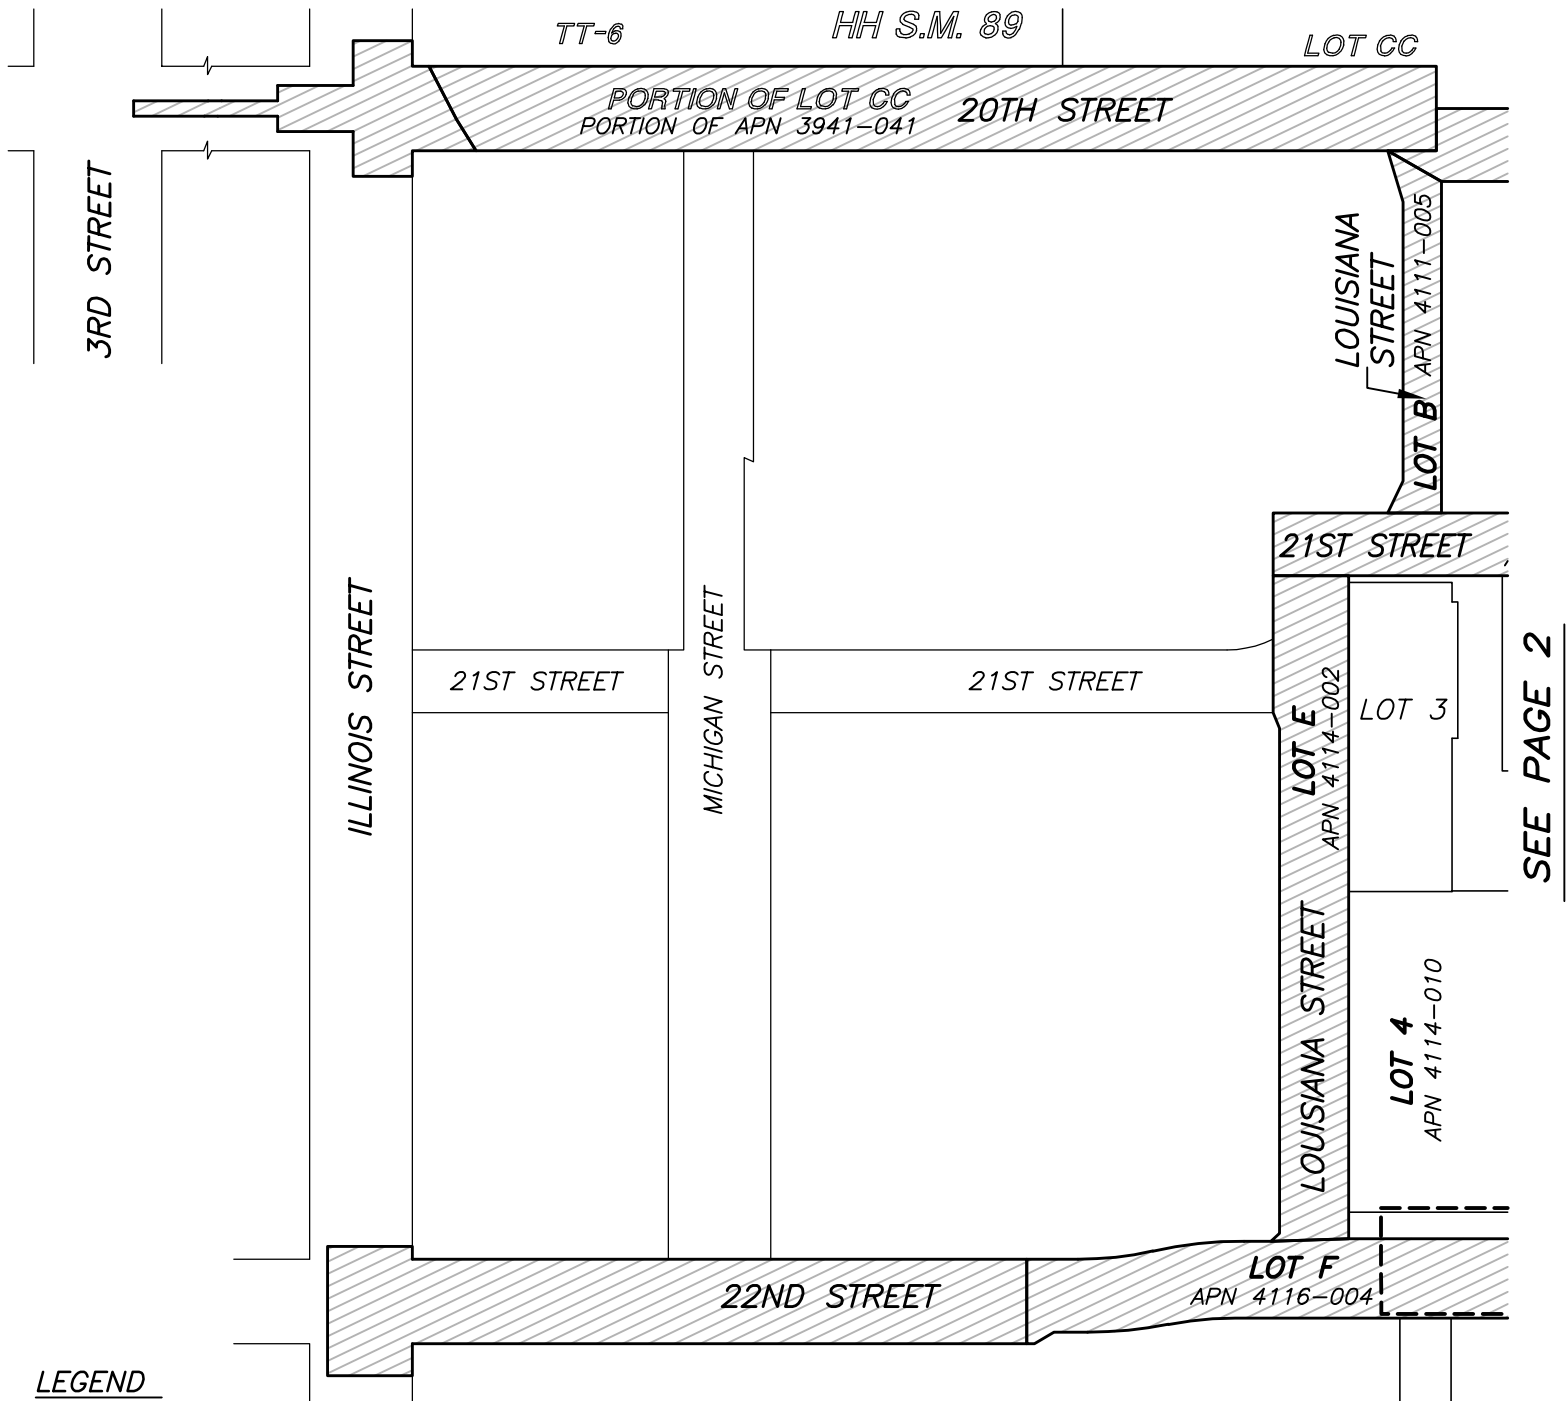 TT-6
HH S.M. 89
LOT CC
PORTION OF LOT CC
PORTION OF APN 3941-041
20TH STREET
3RD STREET
LOUISIANA
STREET
LOT B
APN 4111-005
21ST STREET
ILLINOIS STREET
MICHIGAN STREET
21ST STREET
21ST STREET
LOT E
APN 4114-002
LOT 3
SEE PAGE 2
LOUISIANA STREET
LOT 4
APN 4114-010
22ND STREET
LOT F
APN 4116-004
LEGEND